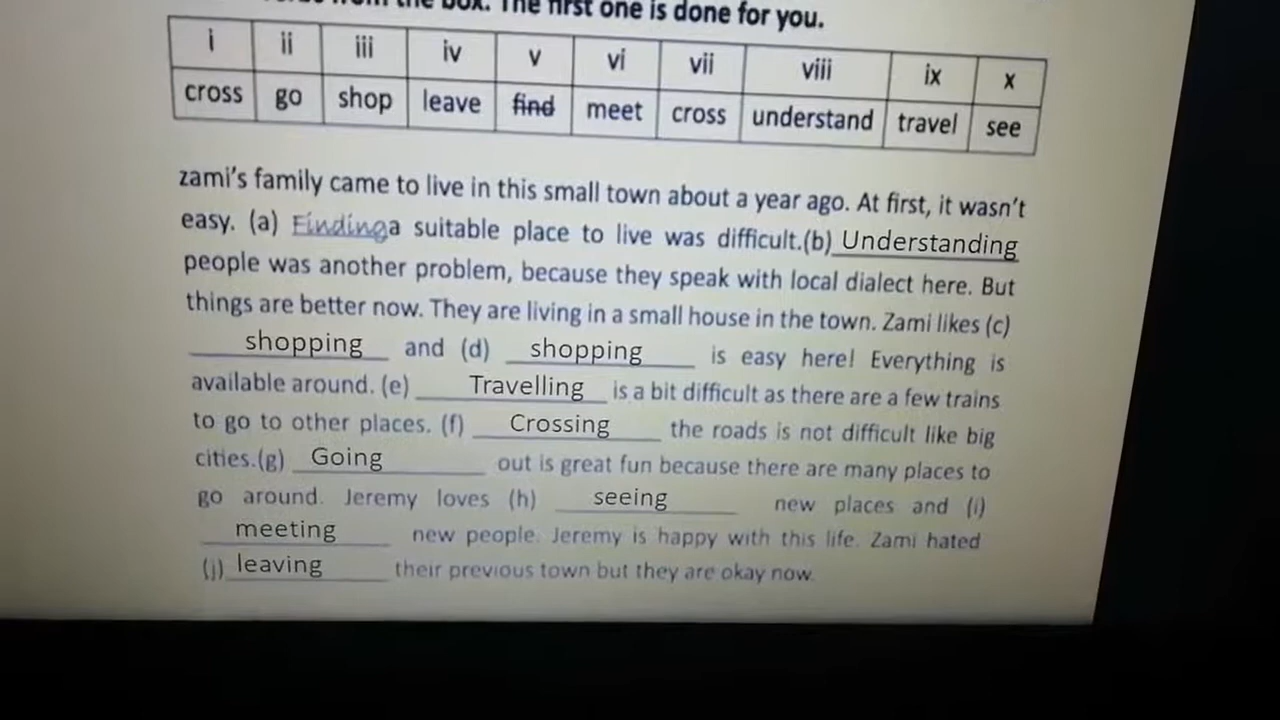 the box. The first one is done for you.
i ii iii iv v vi vii viii ix x
cross go shop leave find meet cross understand travel see
zami's family came to live in this small town about a year ago. At first, it wasn't
easy. (a) Finding a suitable place to live was difficult.(b) Understanding
people was another problem, because they speak with local dialect here. But
things are better now. They are living in a small house in the town. Zami likes (c)
shopping and (d) shopping is easy here! Everything is
available around. (e) Travelling is a bit difficult as there are a few trains
to go to other places. (f) Crossing the roads is not difficult like big
cities.(g) Going out is great fun because there are many places to
go around. Jeremy loves (h) seeing new places and (i)
meeting new people. Jeremy is happy with this life. Zami hated
(j) leaving their previous town but they are okay now.